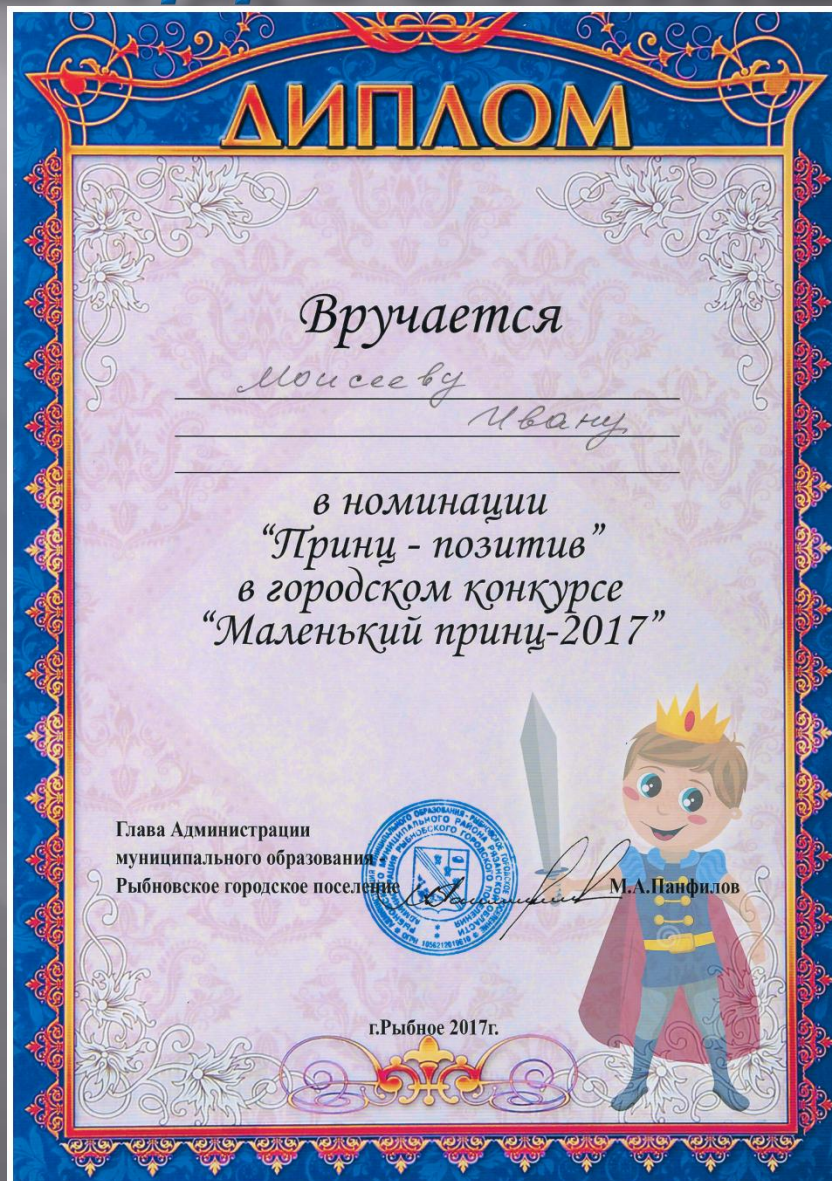 ДИПЛОМ
Вручается
Моисееву
Ивану
в номинации
“Принц - позитив”
в городском конкурсе
“Маленький принц-2017”
Глава Администрации
муниципального образования -
Рыбновское городское поселение
М.А.Панфилов
г.Рыбное 2017г.